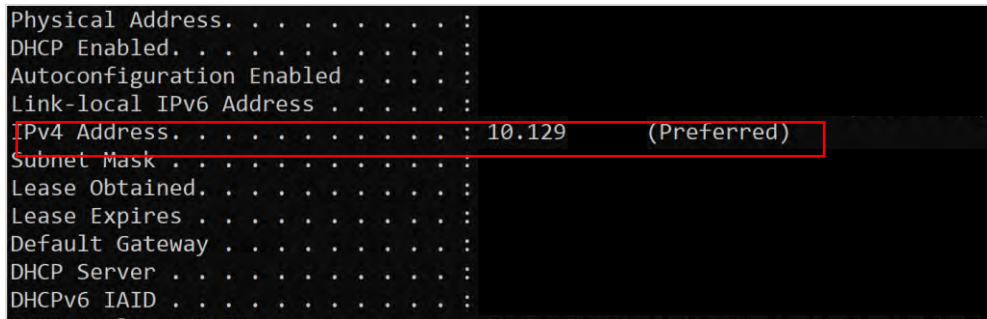 Physical Address. . . . . . . . . :
DHCP Enabled. . . . . . . . . . . :
Autoconfiguration Enabled . . . . :
Link-local IPv6 Address . . . . . :
IPv4 Address. . . . . . . . . . . : 10.129 (Preferred)
Subnet Mask . . . . . . . . . . . :
Lease Obtained. . . . . . . . . . :
Lease Expires . . . . . . . . . . :
Default Gateway . . . . . . . . . :
DHCP Server . . . . . . . . . . . :
DHCPv6 IAID . . . . . . . . . . . :